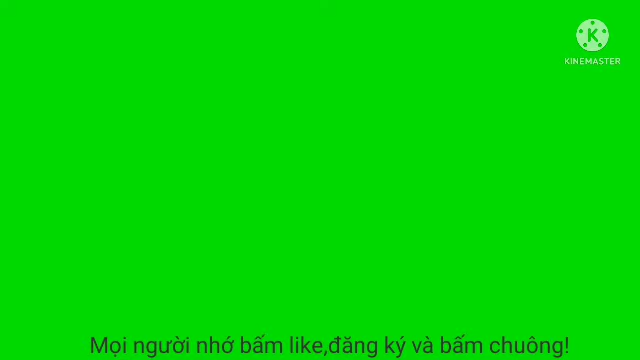 K
KINEMASTER
Mọi người nhớ bấm like,đăng ký và bấm chuông!